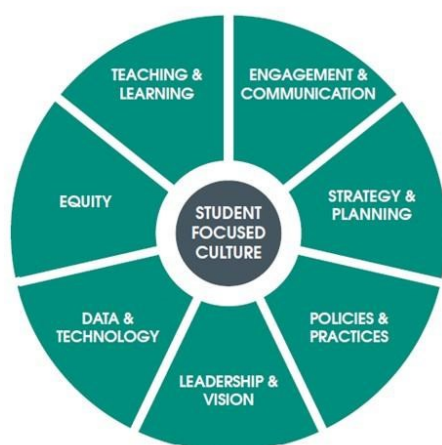 TEACHING &
LEARNING
ENGAGEMENT &
COMMUNICATION
EQUITY
STUDENT
FOCUSED
CULTURE
STRATEGY &
PLANNING
DATA &
TECHNOLOGY
POLICIES &
PRACTICES
LEADERSHIP &
VISION